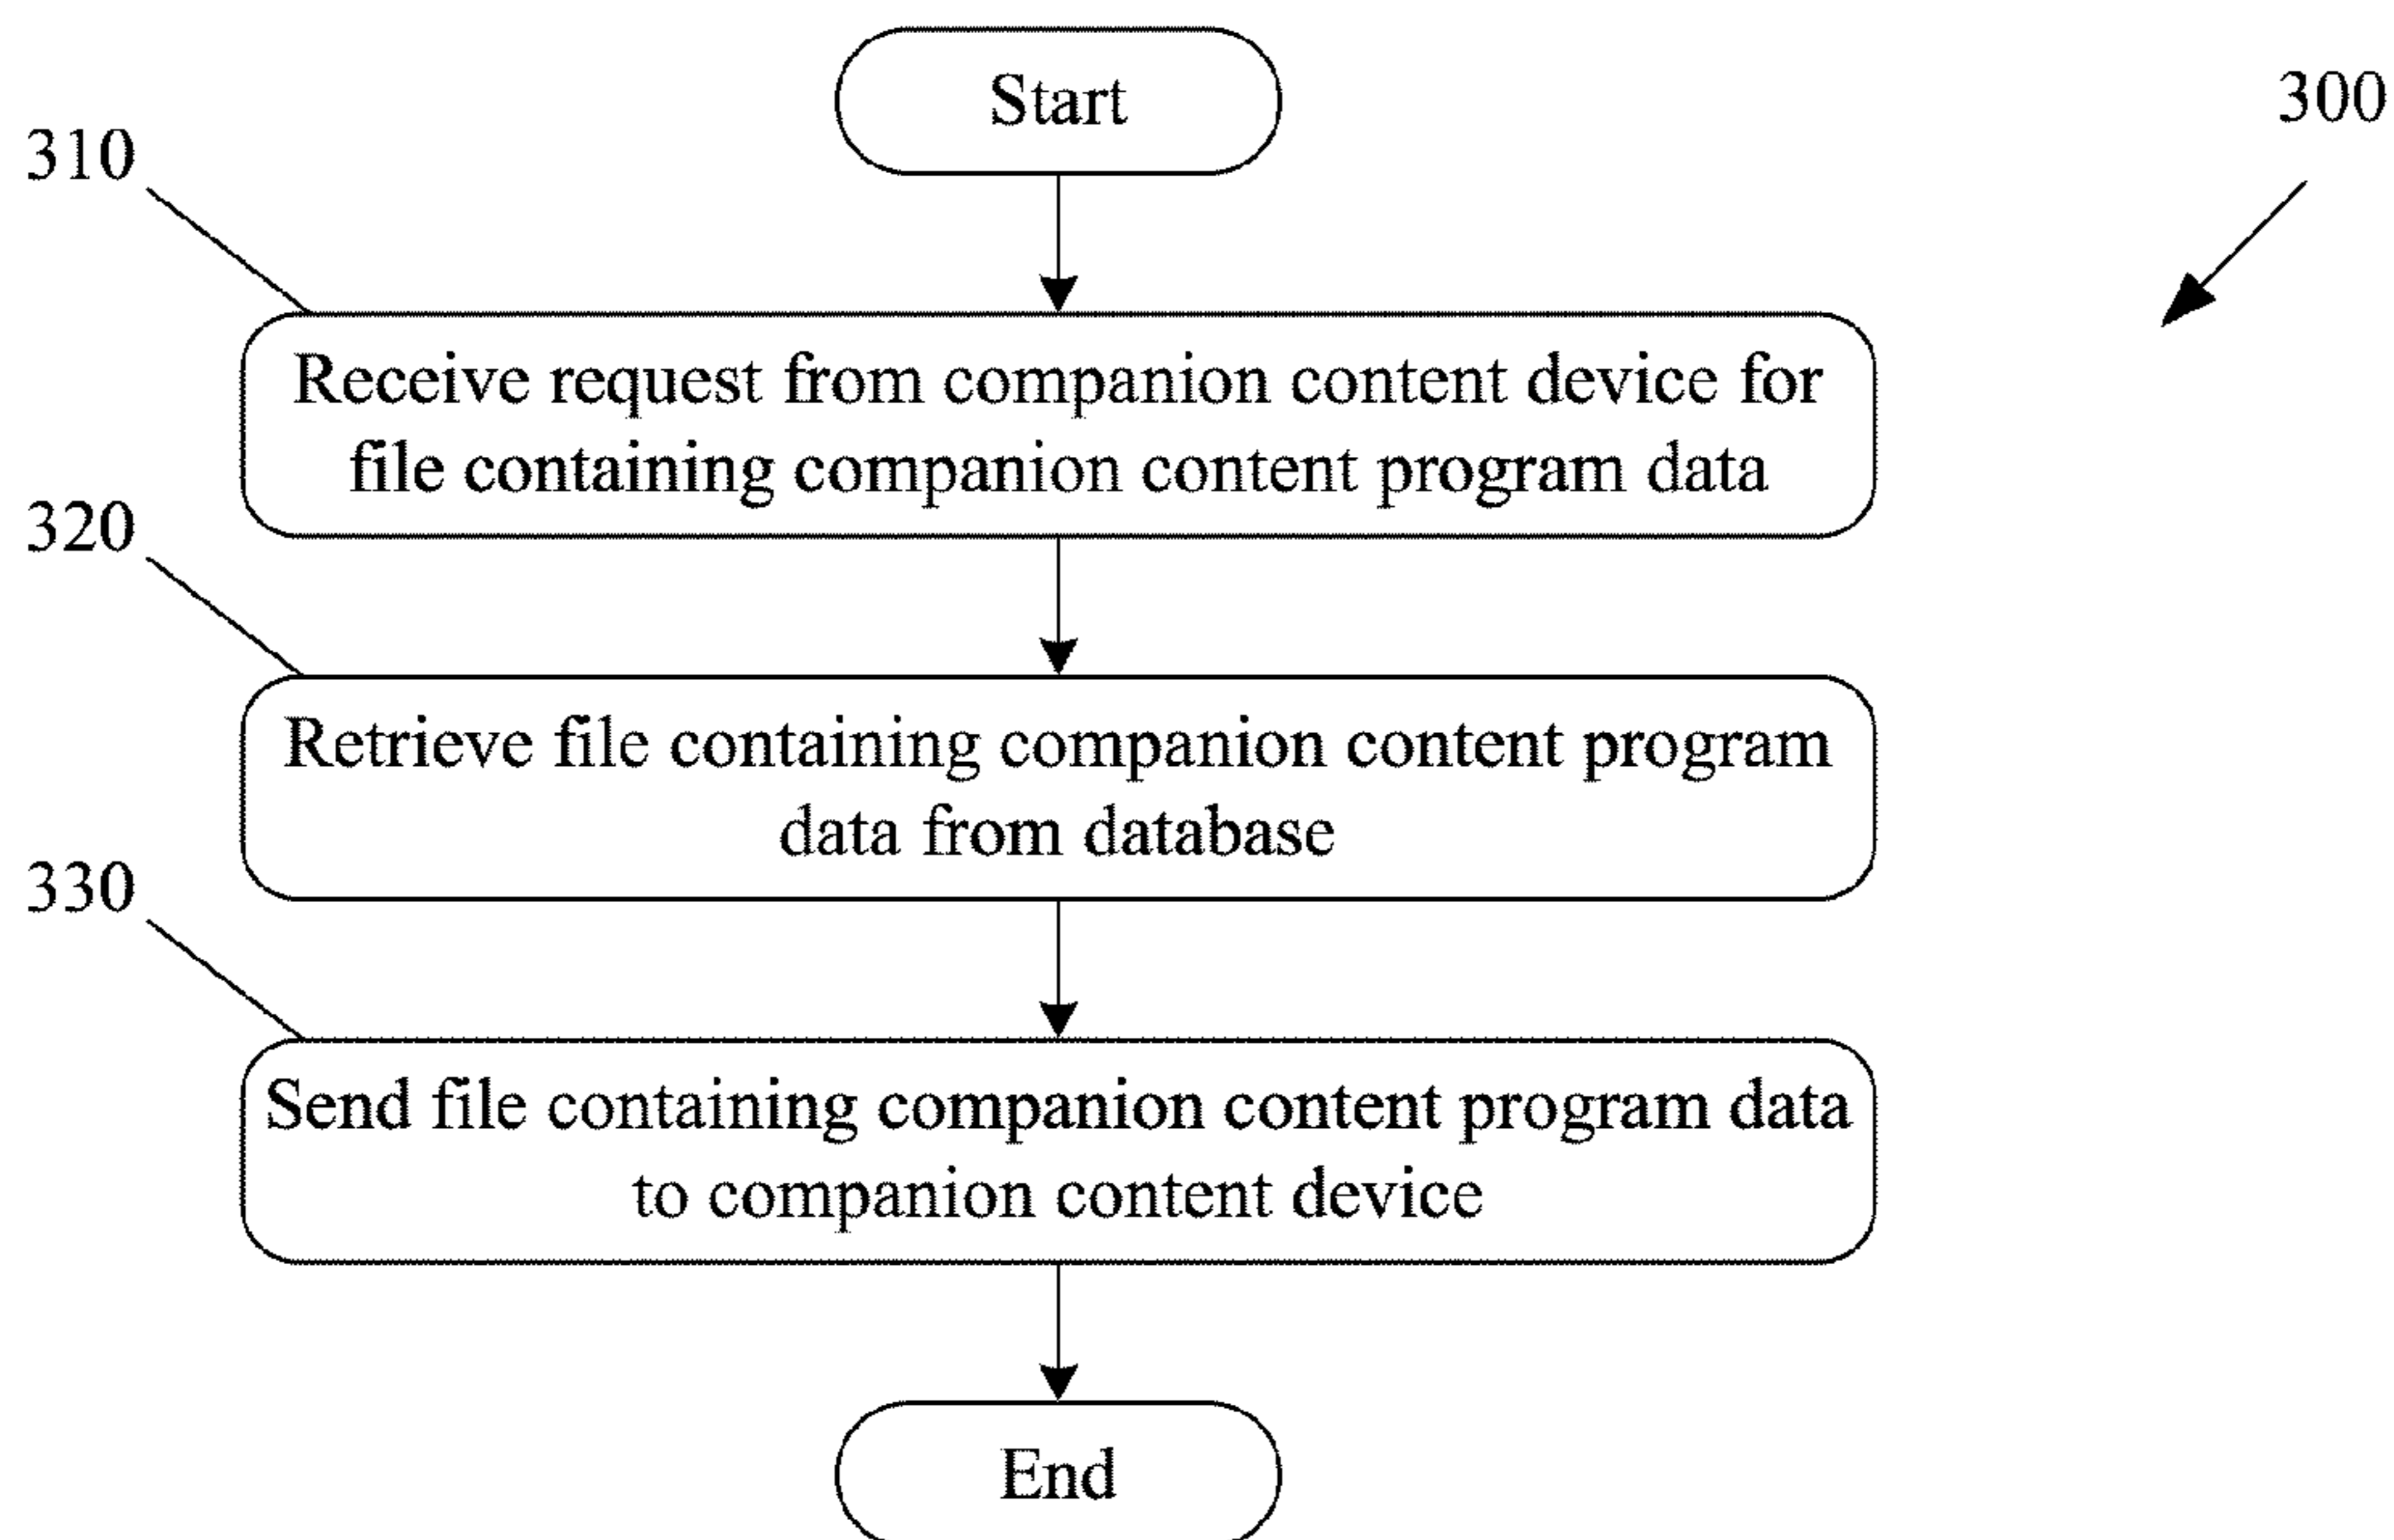 Start
300
310
Receive request from companion content device for
file containing companion content program data
320
Retrieve file containing companion content program
data from database
330
Send file containing companion content program data
to companion content device
End